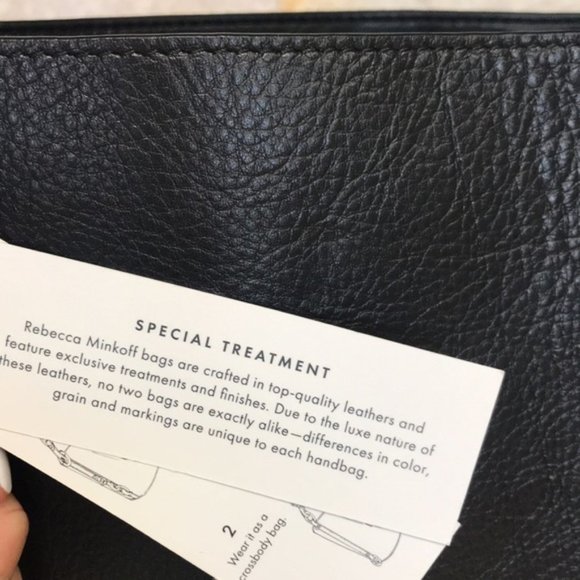 SPECIAL TREATMENT
Rebecca Minkoff bags are crafted in top-quality leathers and
feature exclusive treatments and finishes. Due to the luxe nature of
these leathers, no two bags are exactly alike—differences in color,
grain and markings are unique to each handbag.
2
Wear it as a
crossbody bag.